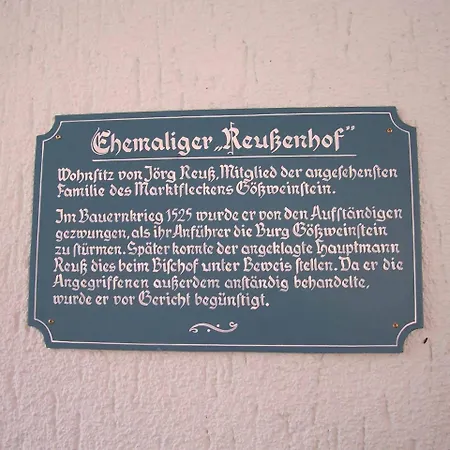 Ehemaliger „Reußenhof"
Wohnsitz von Jörg Reuß, Mitglied der angesehensten
Familie des Marktfleckens Gößweinstein.
Im Bauernkrieg 1525 wurde er von den Aufständigen
gezwungen, als ihr Anführer die Burg Gößweinstein
zu stürmen. Später konnte der angeklagte Hauptmann
Reuß dies beim Bischof unter Beweis stellen. Da er die
Angegriffenen außerdem anständig behandelte,
wurde er vor Gericht begünstigt.